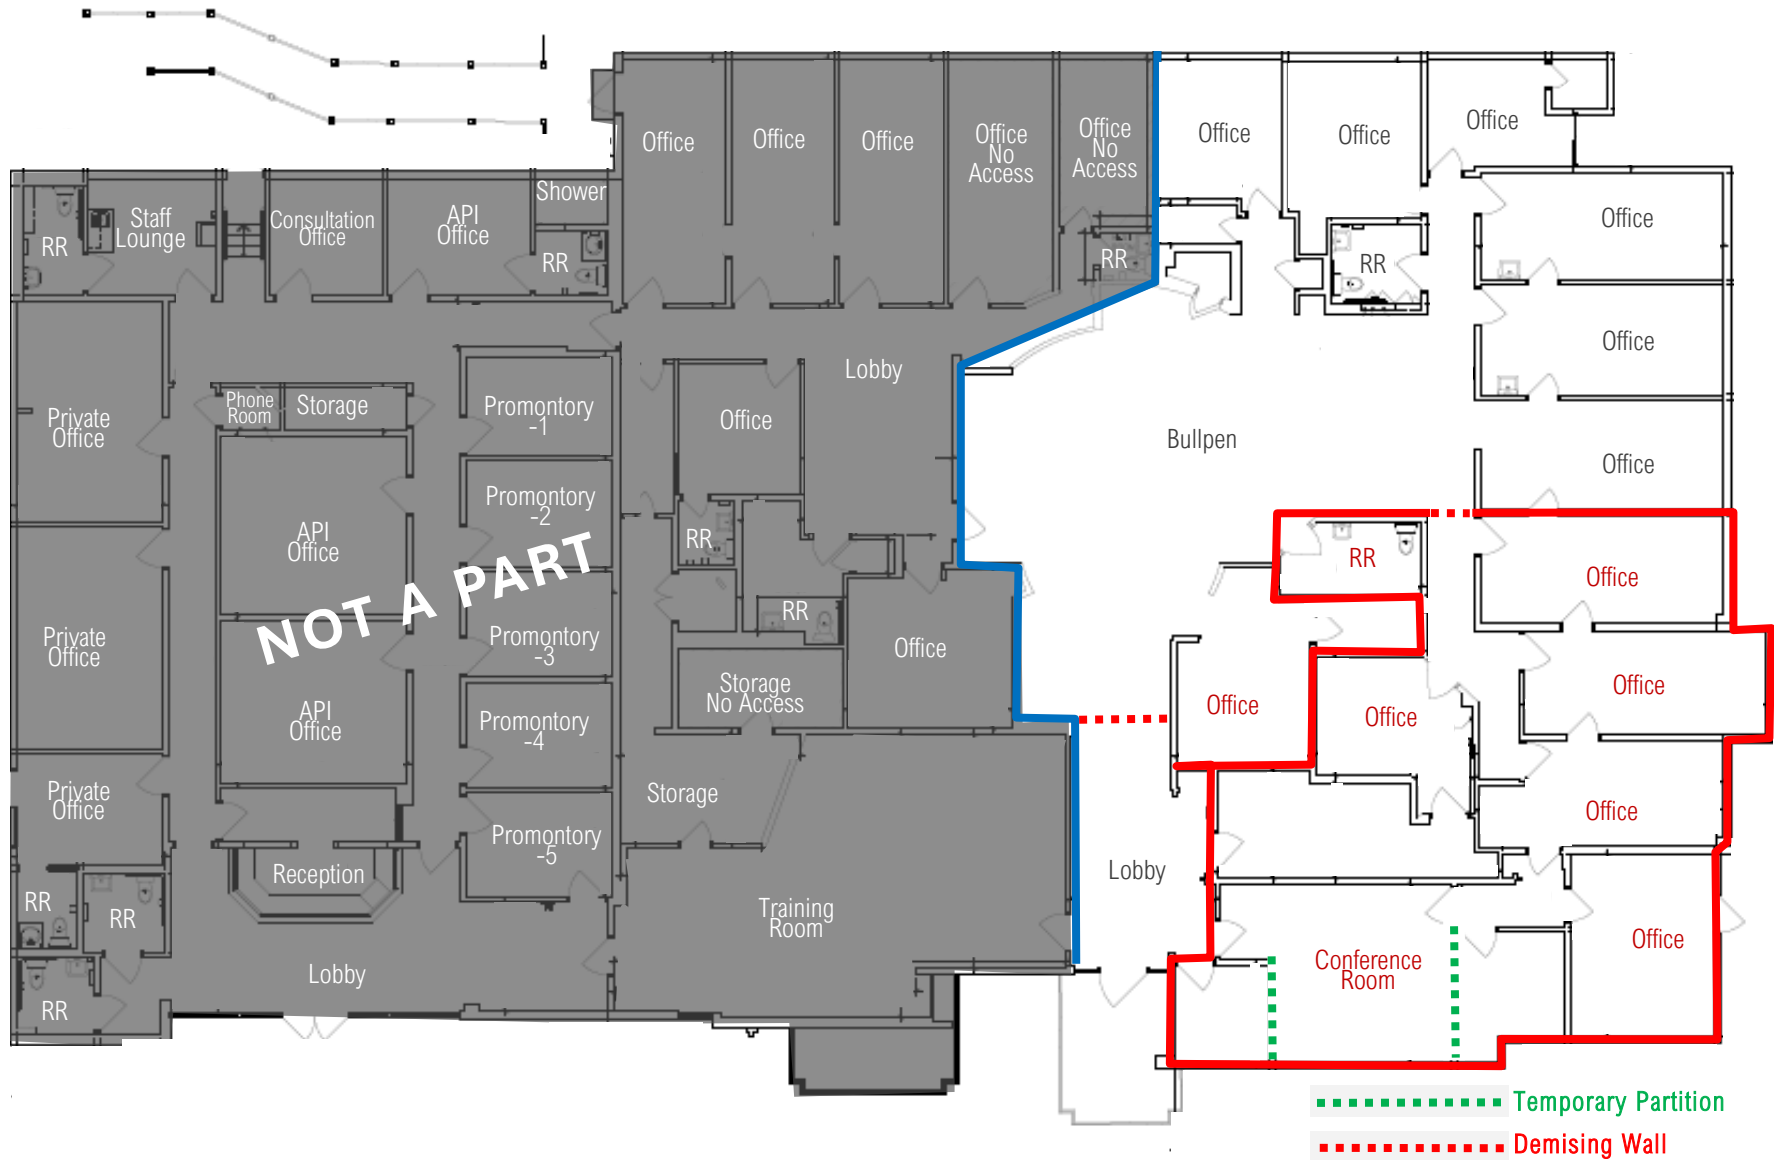 Office
Office
Office
Office
No
Access
Office
No
Access
Office
Office
Office
Shower
RR
Staff
Lounge
Consultation
Office
API
Office
RR
RR
RR
Office
Office
Office
Private
Office
Phone
Room
Storage
Promontory
-1
Office
Lobby
Bullpen
Promontory
-2
API
Office
NOT A PART
RR
RR
Office
Private
Office
Promontory
-3
RR
Office
Storage
No Access
Office
Office
Office
API
Office
Promontory
-4
Private
Office
Storage
Office
Promontory
-5
Reception
Lobby
RR
RR
Training
Room
Office
Conference
Room
Lobby
RR
Temporary Partition
Demising Wall